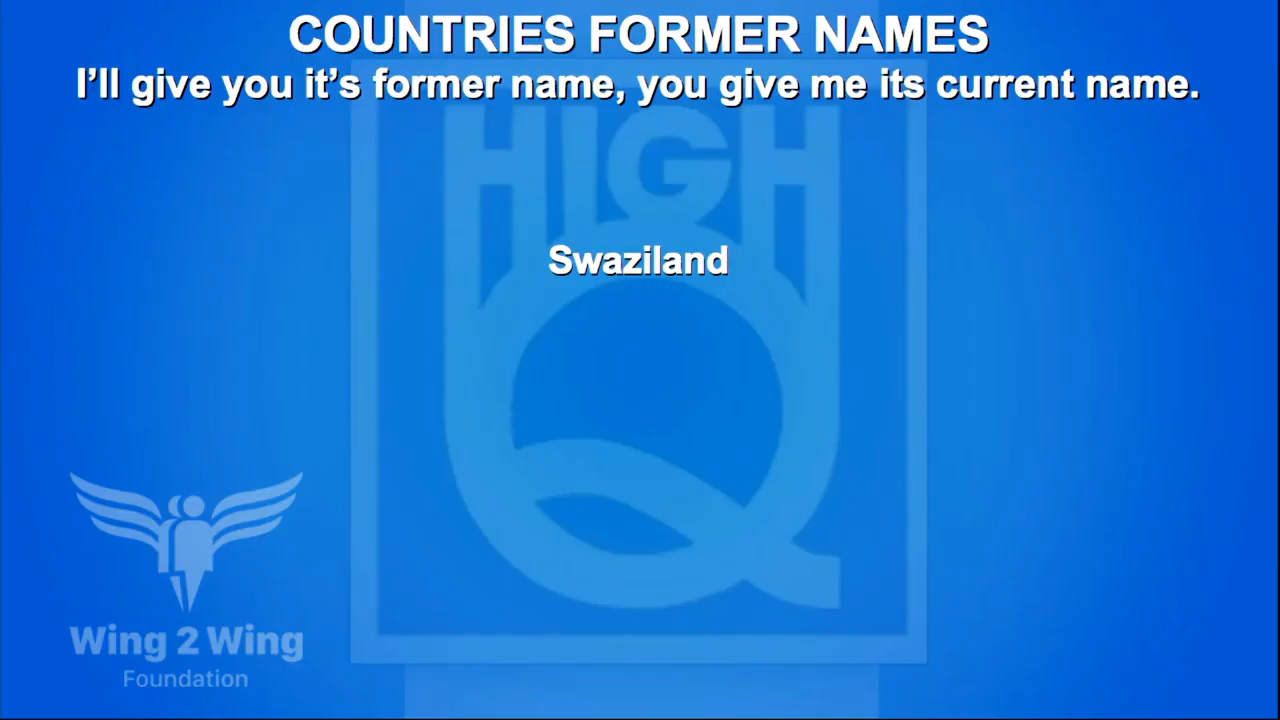 COUNTRIES FORMER NAMES
I’ll give you it’s former name, you give me its current name.
HIGH
Q
Swaziland
Wing 2 Wing
Foundation